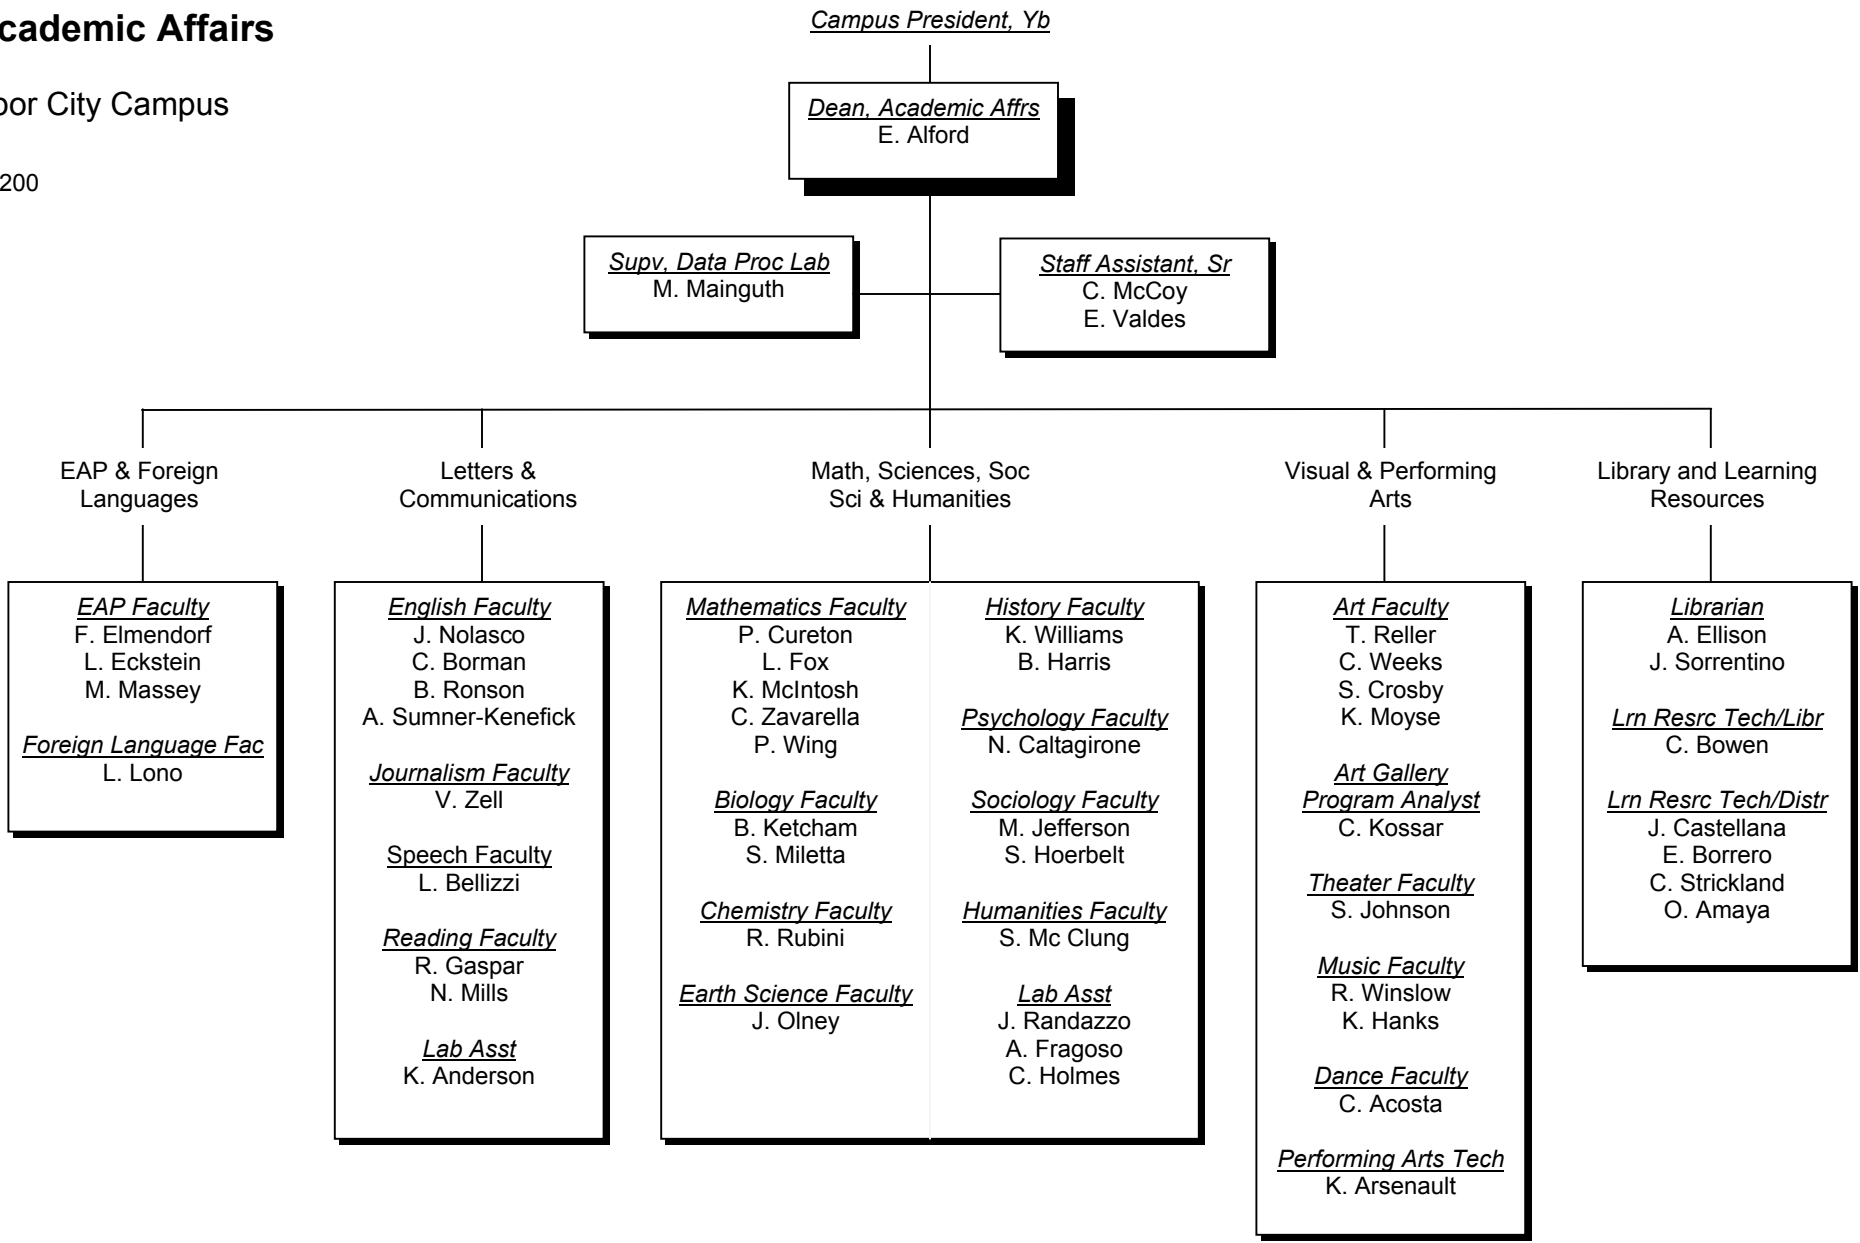 cademic Affairs
oor City Campus
200
Campus President, Yb
Dean, Academic Affrs
E. Alford
Supv, Data Proc Lab
M. Mainguth
Staff Assistant, Sr
C. McCoy
E. Valdes
EAP & Foreign
Languages
Letters &
Communications
Math, Sciences, Soc
Sci & Humanities
Visual & Performing
Arts
Library and Learning
Resources
EAP Faculty
F. Elmendorf
L. Eckstein
M. Massey
Foreign Language Fac
L. Lono
English Faculty
J. Nolasco
C. Borman
B. Ronson
A. Sumner-Kenefick
Journalism Faculty
V. Zell
Speech Faculty
L. Bellizzi
Reading Faculty
R. Gaspar
N. Mills
Lab Asst
K. Anderson
Mathematics Faculty
P. Cureton
L. Fox
K. McIntosh
C. Zavarella
P. Wing
Biology Faculty
B. Ketcham
S. Miletta
Chemistry Faculty
R. Rubini
Earth Science Faculty
J. Olney
History Faculty
K. Williams
B. Harris
Psychology Faculty
N. Caltagirone
Sociology Faculty
M. Jefferson
S. Hoerbelt
Humanities Faculty
S. Mc Clung
Lab Asst
J. Randazzo
A. Fragoso
C. Holmes
Art Faculty
T. Reller
C. Weeks
S. Crosby
K. Moyse
Art Gallery
Program Analyst
C. Kossar
Theater Faculty
S. Johnson
Music Faculty
R. Winslow
K. Hanks
Dance Faculty
C. Acosta
Performing Arts Tech
K. Arsenault
Librarian
A. Ellison
J. Sorrentino
Lrn Resrc Tech/Libr
C. Bowen
Lrn Resrc Tech/Distr
J. Castellana
E. Borrero
C. Strickland
O. Amaya